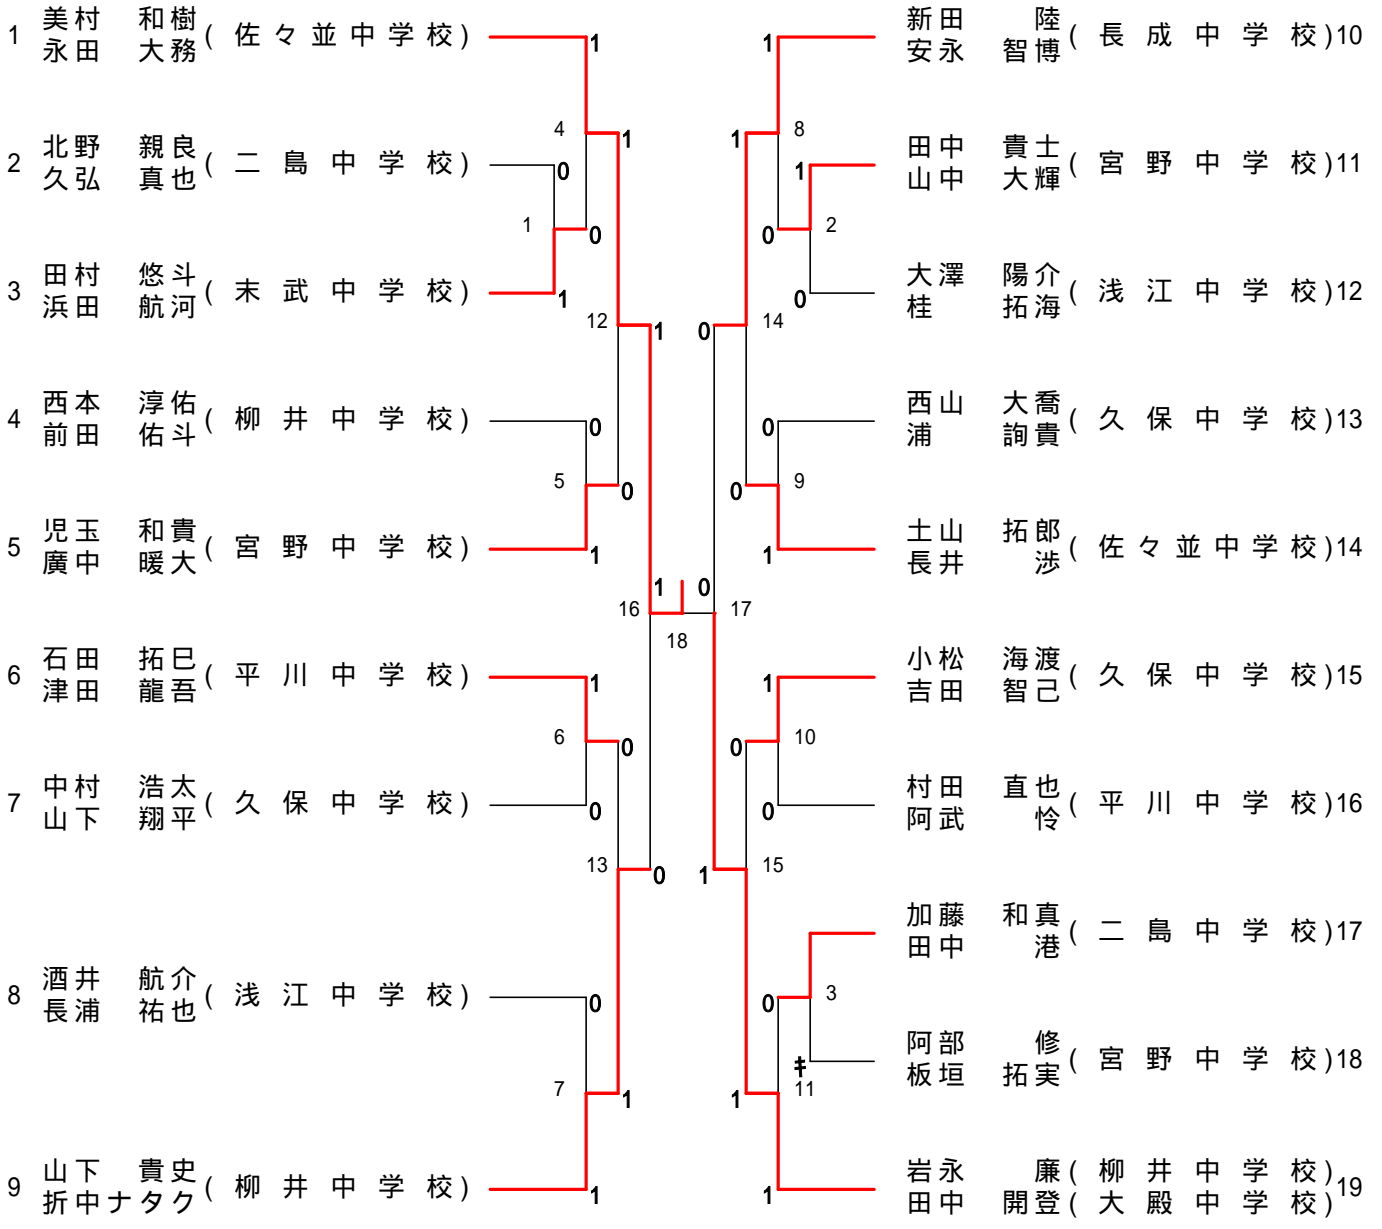 1 美村 和樹 永田 大務 (佐々並中学校)
2 北野 親良 久弘 真也 (二島中学校)
3 田村 悠斗 浜田 航河 (末武中学校)
4 西本 淳佑 前田 佑斗 (柳井中学校)
5 児玉 和貴 廣中 暖大 (宮野中学校)
6 石田 拓巳 津田 龍吾 (平川中学校)
7 中村 浩太 山下 翔平 (久保中学校)
8 酒井 航介 長浦 祐也 (浅江中学校)
9 山下 貴史 折中ナタク (柳井中学校)
1
4
1
0
1
0
1
12
1
0
5
0
1
1
16
18
1
6
0
0
13
0
0
7
1
1
新田 陸 安永 智博 (長成中学校)10
田中 貴士 山中 大輝 (宮野中学校)11
大澤 陽介 桂 拓海 (浅江中学校)12
西山 大喬 浦 詢貴 (久保中学校)13
土山 拓郎 長井 渉 (佐々並中学校)14
小松 海渡 吉田 智己 (久保中学校)15
村田 直也 阿武 怜 (平川中学校)16
加藤 和真 田中 港 (二島中学校)17
阿部 修 板垣 拓実 (宮野中学校)18
岩永 廉 (柳井中学校) 田中 開登 (大殿中学校) 19
1
1
8
1
0
2
0
0
14
0
0
9
1
0
17
1
0
10
0
1
15
0
3
キ
11
1
1